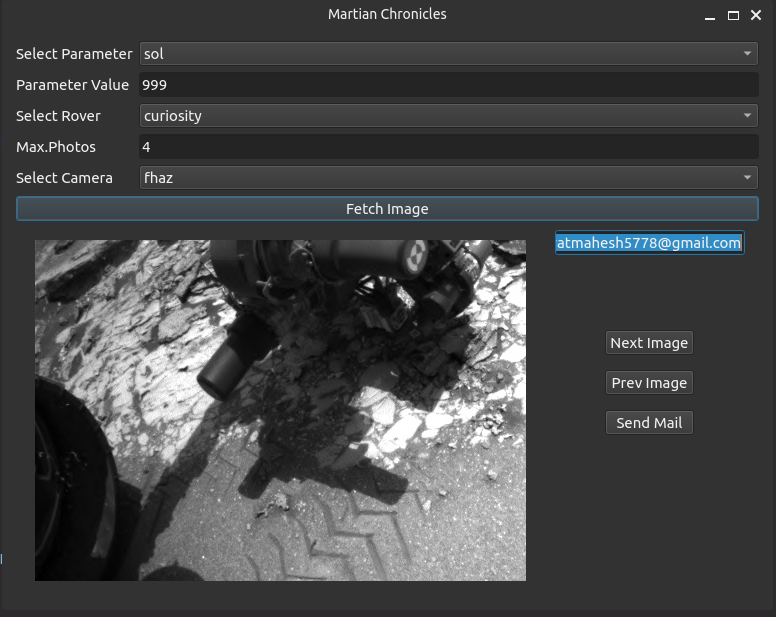 Martian Chronicles
Select Parameter sol
Parameter Value 999
Select Rover curiosity
Max.Photos 4
Select Camera fhaz
Fetch Image
atmahesh5778@gmail.com
Next Image
Prev Image
Send Mail